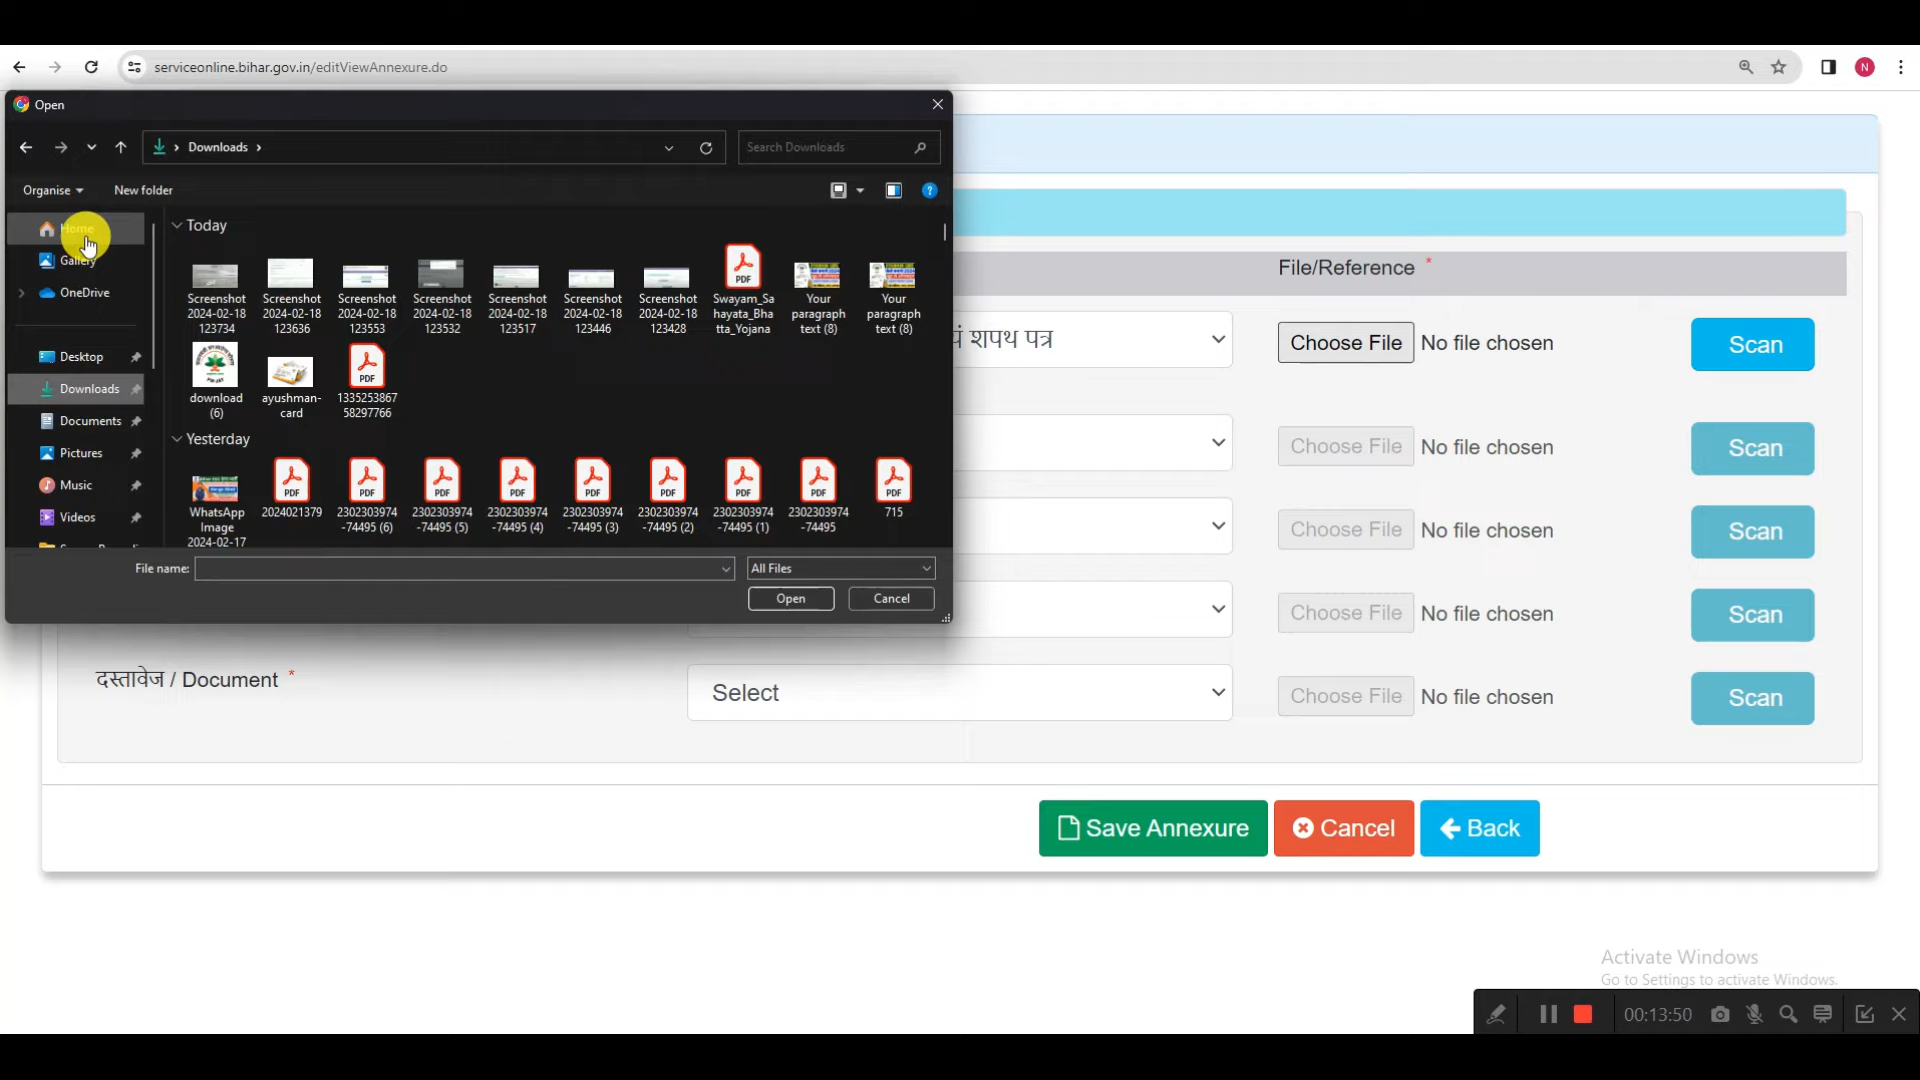 serviceonline.bihar.gov.in/editViewAnnexure.do
N
Open
Downloads
Search Downloads
Organise
New folder
Home
Gallery
OneDrive
Desktop
Downloads
Documents
Pictures
Music
Videos
Today
Screenshot
2024-02-18
123734
Screenshot
2024-02-18
123636
Screenshot
2024-02-18
123553
Screenshot
2024-02-18
123532
Screenshot
2024-02-18
123517
Screenshot
2024-02-18
123446
Screenshot
2024-02-18
123428
Swayam_Sa
hayata_Bha
tta_Yojana
Your
paragraph
text (8)
Your
paragraph
text (8)
download
(6)
ayushman-
card
1335253867
58297766
Yesterday
WhatsApp
Image
2024-02-17
2024021379
2302303974
-74495 (6)
2302303974
-74495 (5)
2302303974
-74495 (4)
2302303974
-74495 (3)
2302303974
-74495 (2)
2302303974
-74495 (1)
2302303974
-74495
715
File name:
All Files
Open
Cancel
File/Reference *
यं शपथ पत्र
Choose File No file chosen
Scan
Choose File No file chosen
Scan
Choose File No file chosen
Scan
Choose File No file chosen
Scan
दस्तावेज / Document *
Select
Choose File No file chosen
Scan
Save Annexure
Cancel
Back
Activate Windows
Go to Settings to activate Windows.
00:13:50